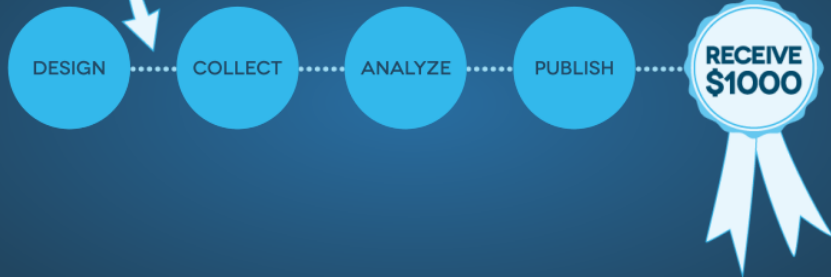 DESIGN
COLLECT
ANALYZE
PUBLISH
RECEIVE
$1000